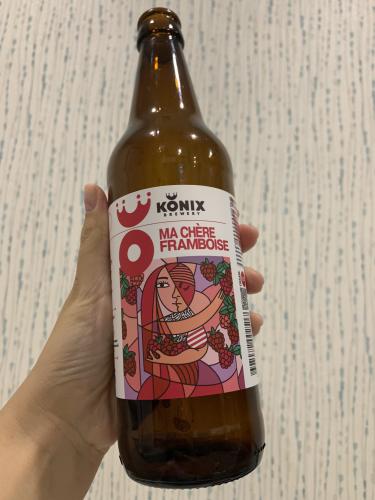 KONIX
BREWERY
MA CHÈRE
FRAMBOISE